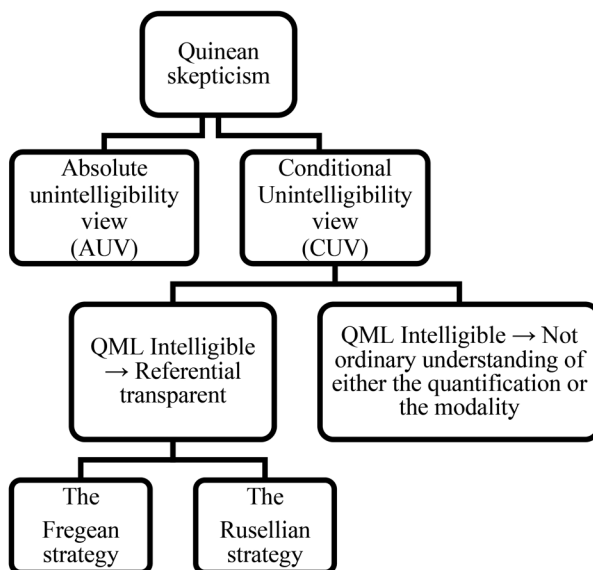 Quinean
skepticism
Absolute
unintelligibility
view
(AUV)
Conditional
Unintelligibility
view
(CUV)
QML Intelligible
→ Referential
transparent
QML Intelligible → Not
ordinary understanding of
either the quantification or
the modality
The
Fregean
strategy
The
Rusellian
strategy